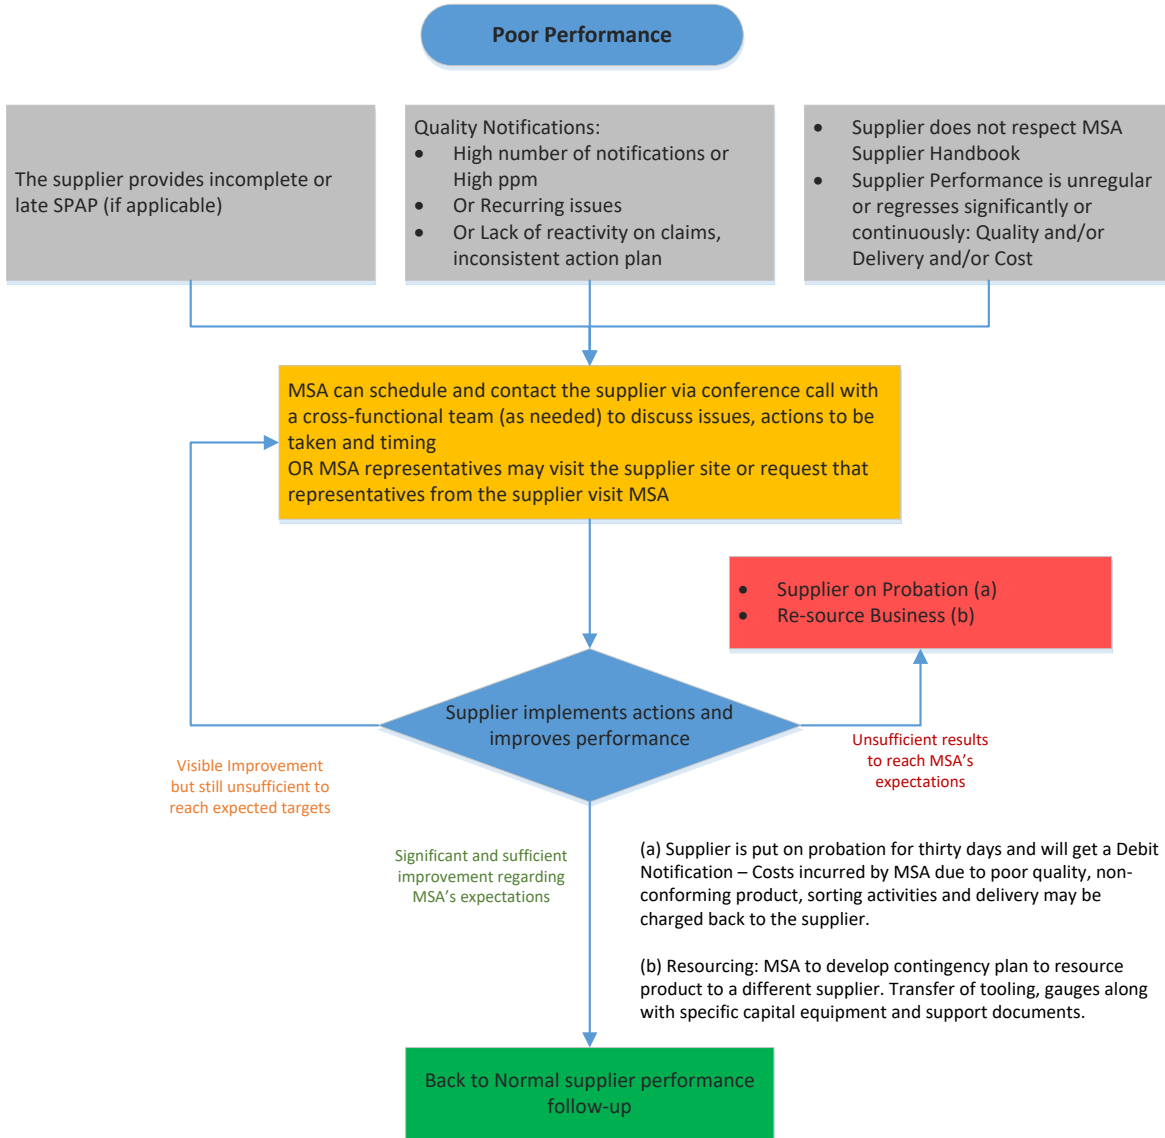 Poor Performance
The supplier provides incomplete or
late SPAP (if applicable)
Quality Notifications:
• High number of notifications or
High ppm
• Or Recurring issues
• Or Lack of reactivity on claims,
inconsistent action plan
• Supplier does not respect MSA
Supplier Handbook
• Supplier Performance is unregular
or regresses significantly or
continuously: Quality and/or
Delivery and/or Cost
MSA can schedule and contact the supplier via conference call with
a cross-functional team (as needed) to discuss issues, actions to be
taken and timing
OR MSA representatives may visit the supplier site or request that
representatives from the supplier visit MSA
• Supplier on Probation (a)
• Re-source Business (b)
Supplier implements actions and
improves performance
Visible Improvement
but still unsufficient to
reach expected targets
Unsufficient results
to reach MSA’s
expectations
Significant and sufficient
improvement regarding
MSA’s expectations
(a) Supplier is put on probation for thirty days and will get a Debit
Notification – Costs incurred by MSA due to poor quality, non-
conforming product, sorting activities and delivery may be
charged back to the supplier.
(b) Resourcing: MSA to develop contingency plan to resource
product to a different supplier. Transfer of tooling, gauges along
with specific capital equipment and support documents.
Back to Normal supplier performance
follow-up